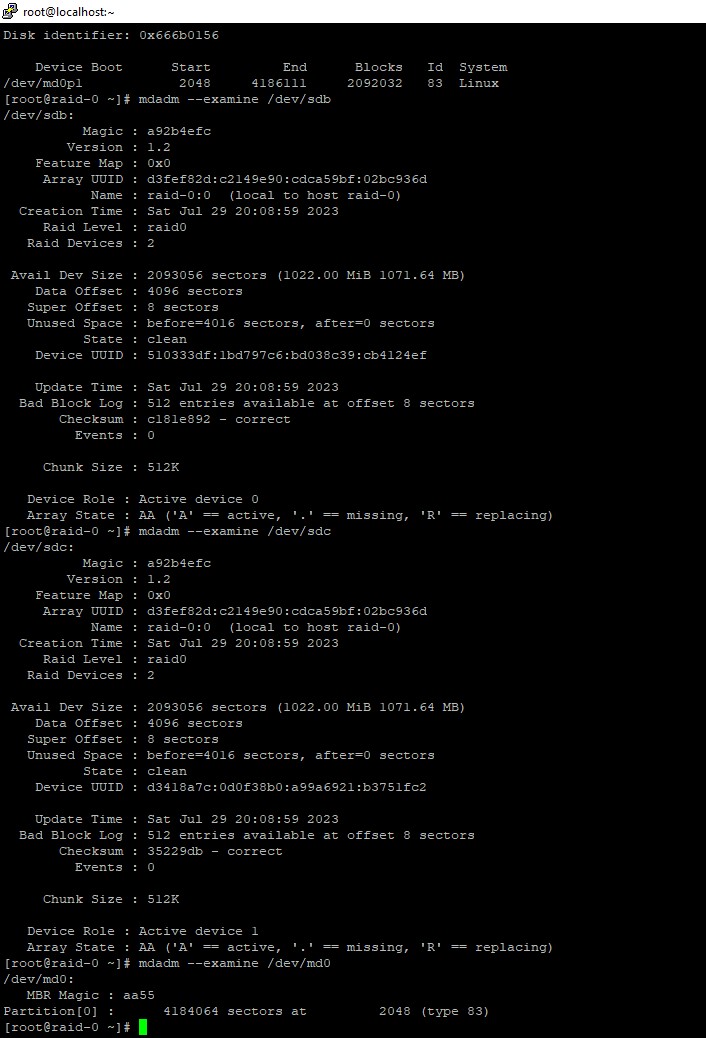 root@localhost:~
Disk identifier: 0x666b0156
Device Boot Start End Blocks Id System
/dev/md0p1 2048 4186111 2092032 83 Linux
[root@raid-0 ~]# mdadm --examine /dev/sdb
/dev/sdb:
Magic : a92b4efc
Version : 1.2
Feature Map : 0x0
Array UUID : d3fef82d:c2149e90:cdca59bf:02bc936d
Name : raid-0:0 (local to host raid-0)
Creation Time : Sat Jul 29 20:08:59 2023
Raid Level : raid0
Raid Devices : 2
Avail Dev Size : 2093056 sectors (1022.00 MiB 1071.64 MB)
Data Offset : 4096 sectors
Super Offset : 8 sectors
Unused Space : before=4016 sectors, after=0 sectors
State : clean
Device UUID : 510333df:1bd797c6:bd038c39:cb4124ef
Update Time : Sat Jul 29 20:08:59 2023
Bad Block Log : 512 entries available at offset 8 sectors
Checksum : c181e892 - correct
Events : 0
Chunk Size : 512K
Device Role : Active device 0
Array State : AA ('A' == active, '.' == missing, 'R' == replacing)
[root@raid-0 ~]# mdadm --examine /dev/sdc
/dev/sdc:
Magic : a92b4efc
Version : 1.2
Feature Map : 0x0
Array UUID : d3fef82d:c2149e90:cdca59bf:02bc936d
Name : raid-0:0 (local to host raid-0)
Creation Time : Sat Jul 29 20:08:59 2023
Raid Level : raid0
Raid Devices : 2
Avail Dev Size : 2093056 sectors (1022.00 MiB 1071.64 MB)
Data Offset : 4096 sectors
Super Offset : 8 sectors
Unused Space : before=4016 sectors, after=0 sectors
State : clean
Device UUID : d3418a7c:0d0f38b0:a99a6921:b3751fc2
Update Time : Sat Jul 29 20:08:59 2023
Bad Block Log : 512 entries available at offset 8 sectors
Checksum : 35229db - correct
Events : 0
Chunk Size : 512K
Device Role : Active device 1
Array State : AA ('A' == active, '.' == missing, 'R' == replacing)
[root@raid-0 ~]# mdadm --examine /dev/md0
/dev/md0:
MBR Magic : aa55
Partition[0] : 4184064 sectors at 2048 (type 83)
[root@raid-0 ~]#